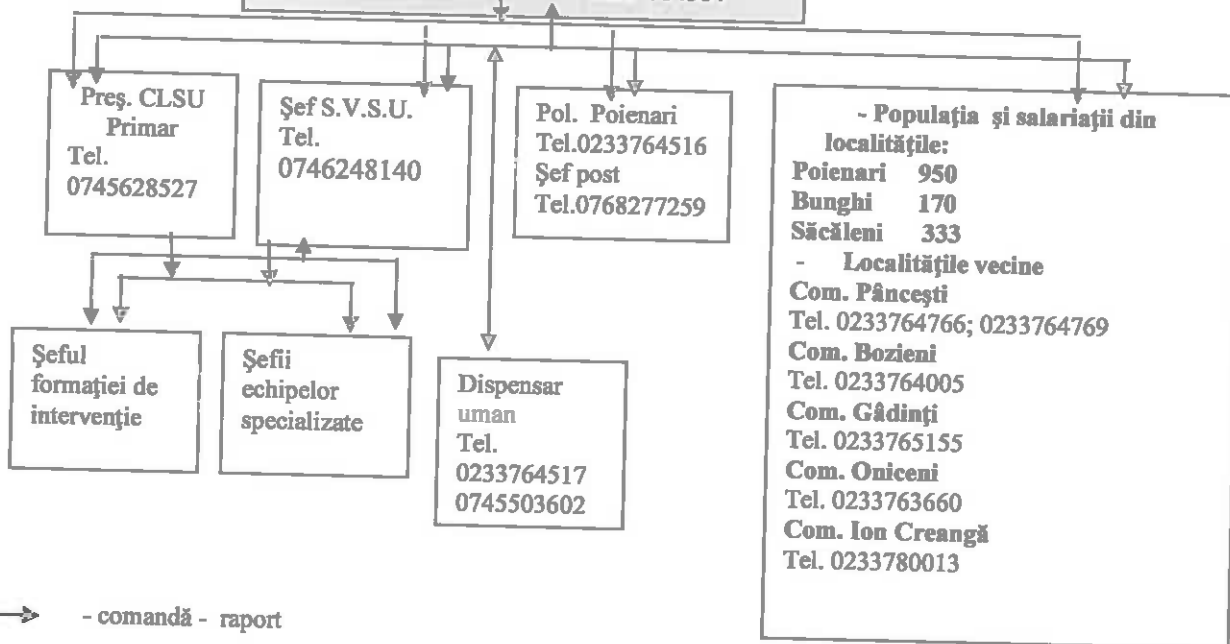 Preş. CLSU
Primar
Tel.
0745628527
Şef S.V.S.U.
Tel.
0746248140
Pol. Poienari
Tel.0233764516
Şef post
Tel.0768277259
- Populaţia şi salariaţii din
localităţile:
Poienari 950
Bunghi 170
Săcăleni 333
- Localităţile vecine
Com. Pânceşti
Tel. 0233764766; 0233764769
Com. Bozieni
Tel. 0233764005
Com. Gâdinţi
Tel. 0233765155
Com. Oniceni
Tel. 0233763660
Com. Ion Creangă
Tel. 0233780013
Şeful
formaţiei de
intervenţie
Şefii
echipelor
specializate
Dispensar
uman
Tel.
0233764517
0745503602
- comandă - raport